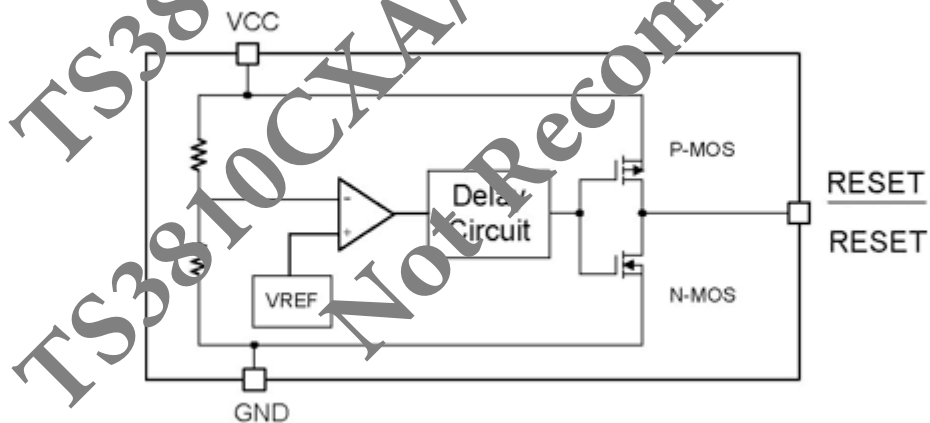 VCC
TS38
TS3810CXA
Not Recom
P-MOS
RESET
RESET
-
+
Delay
Circuit
VREF
N-MOS
GND